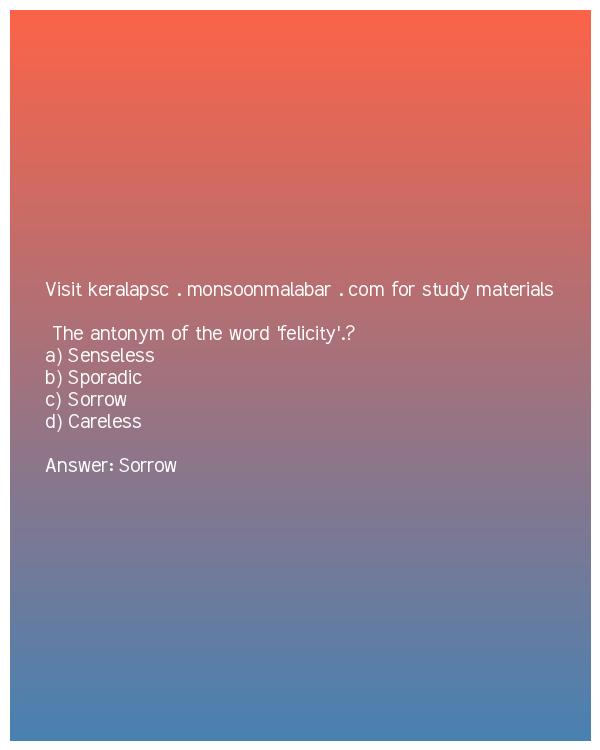 Visit keralapsc . monsoonmalabar . com for study materials
The antonym of the word 'felicity'.?
a) Senseless
b) Sporadic
c) Sorrow
d) Careless
Answer: Sorrow